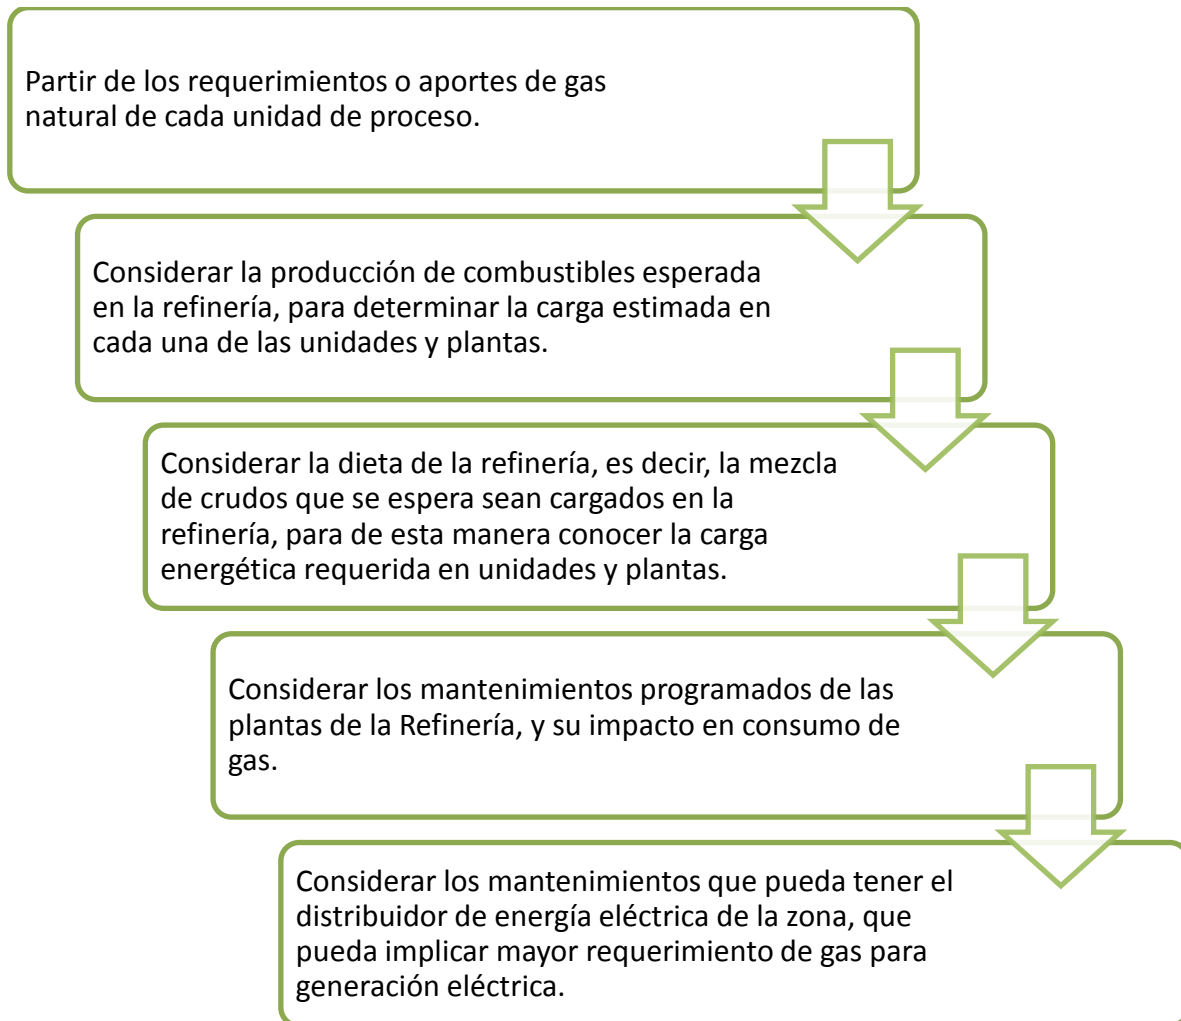 Partir de los requerimientos o aportes de gas
natural de cada unidad de proceso.
Considerar la producción de combustibles esperada
en la refinería, para determinar la carga estimada en
cada una de las unidades y plantas.
Considerar la dieta de la refinería, es decir, la mezcla
de crudos que se espera sean cargados en la
refinería, para de esta manera conocer la carga
energética requerida en unidades y plantas.
Considerar los mantenimientos programados de las
plantas de la Refinería, y su impacto en consumo de
gas.
Considerar los mantenimientos que pueda tener el
distribuidor de energía eléctrica de la zona, que
pueda implicar mayor requerimiento de gas para
generación eléctrica.